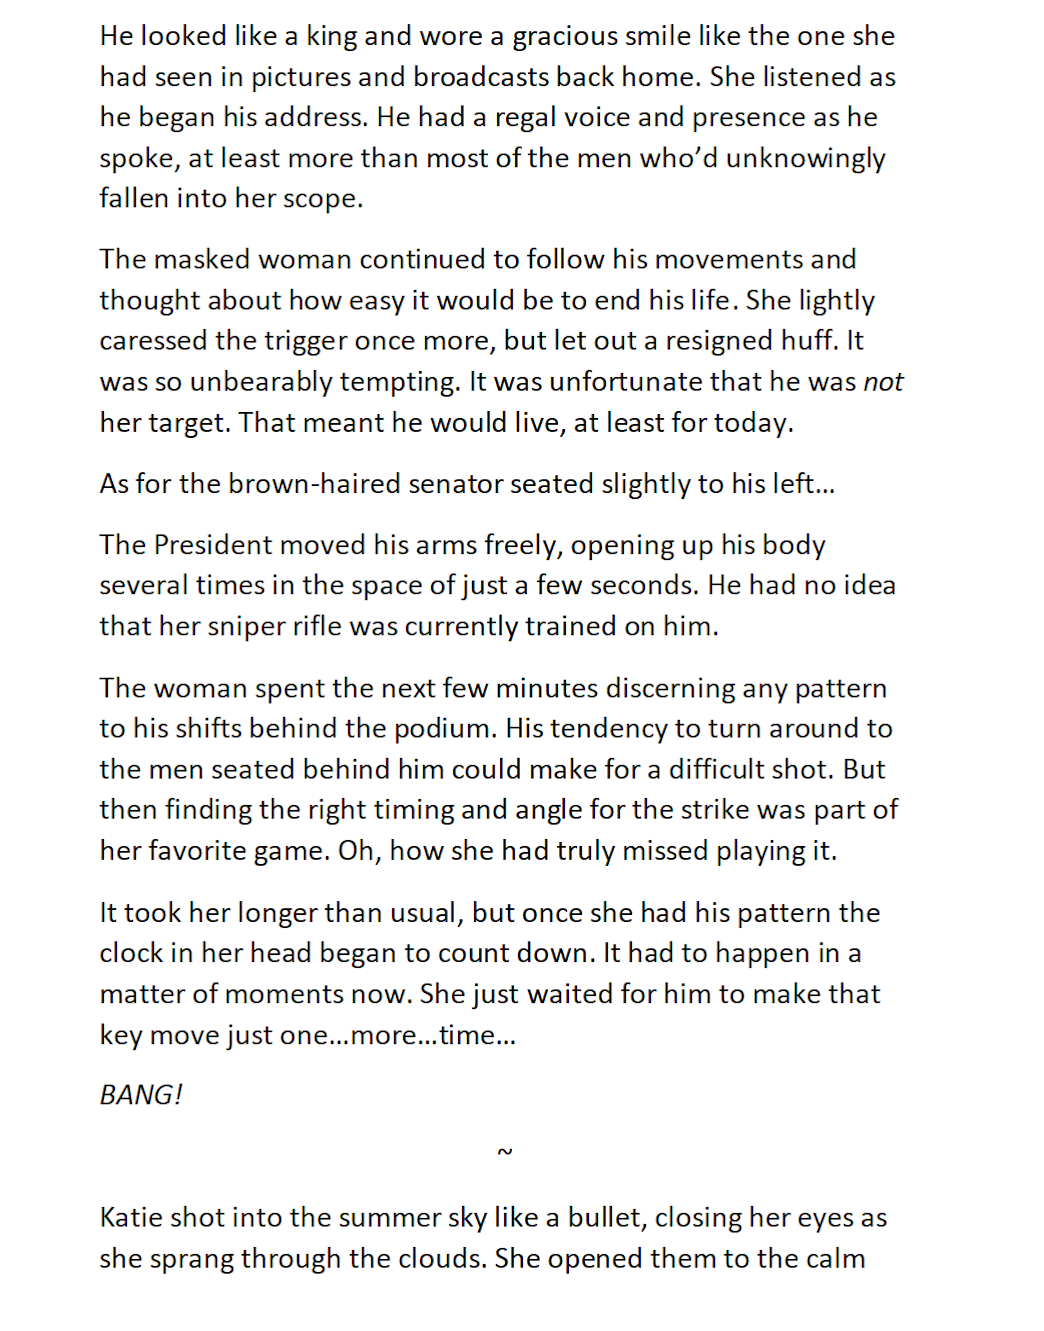 He looked like a king and wore a gracious smile like the one she
had seen in pictures and broadcasts back home. She listened as
he began his address. He had a regal voice and presence as he
spoke, at least more than most of the men who’d unknowingly
fallen into her scope.
The masked woman continued to follow his movements and
thought about how easy it would be to end his life. She lightly
caressed the trigger once more, but let out a resigned huff. It
was so unbearably tempting. It was unfortunate that he was not
her target. That meant he would live, at least for today.
As for the brown-haired senator seated slightly to his left…
The President moved his arms freely, opening up his body
several times in the space of just a few seconds. He had no idea
that her sniper rifle was currently trained on him.
The woman spent the next few minutes discerning any pattern
to his shifts behind the podium. His tendency to turn around to
the men seated behind him could make for a difficult shot. But
then finding the right timing and angle for the strike was part of
her favorite game. Oh, how she had truly missed playing it.
It took her longer than usual, but once she had his pattern the
clock in her head began to count down. It had to happen in a
matter of moments now. She just waited for him to make that
key move just one…more…time…
BANG!
~
Katie shot into the summer sky like a bullet, closing her eyes as
she sprang through the clouds. She opened them to the calm